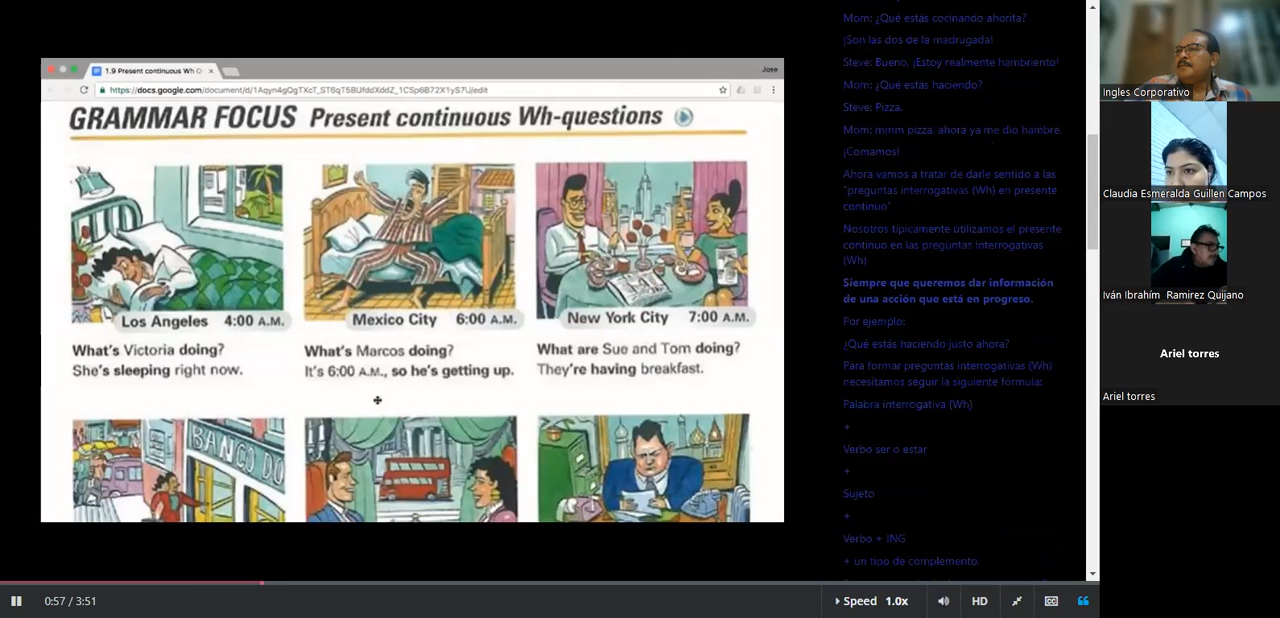 1.9 Present continuous Wh Q
Jose
https://docs.google.com/document/d/1Aqyn4gQgTXcT_ST6qT5BUfddXddZ_1CSp6B72X1yS7U/edit
GRAMMAR FOCUS Present continuous Wh-questions
Los Angeles 4:00 A.M.
Mexico City 6:00 A.M.
New York City 7:00 A.M.
What's Victoria doing?
She's sleeping right now.
What's Marcos doing?
It's 6:00 A.M., so he's getting up.
What are Sue and Tom doing?
They're having breakfast.
BANCO DO
Mom: ¿Qué estás cocinando ahorita?
¡Son las dos de la madrugada!
Steve: Bueno, ¡Estoy realmente hambriento!
Mom: ¿Qué estás haciendo?
Steve: Pizza.
Mom: mmm pizza, ahora ya me dio hambre.
¡Comamos!
Ahora vamos a tratar de darle sentido a las
"preguntas interrogativas (Wh) en presente
continuo"
Nosotros típicamente utilizamos el presente
continuo en las preguntas interrogativas
(Wh)
Siempre que queremos dar información
de una acción que está en progreso.
Por ejemplo:
¿Qué estás haciendo justo ahora?
Para formar preguntas interrogativas (Wh)
necesitamos seguir la siguiente fórmula:
Palabra interrogativa (Wh)
+
Verbo ser o estar
+
Sujeto
+
Verbo + ING
+ un tipo de complemento.
Ingles Corporativo
Claudia Esmeralda Guillen Campos
Iván Ibrahím Ramirez Quijano
Ariel torres
Ariel torres
0:57 / 3:51
Speed 1.0x
HD
CC